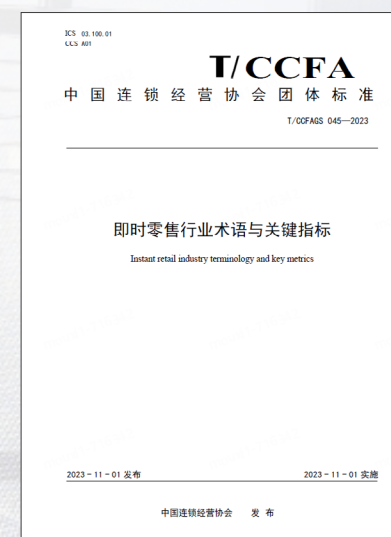 ICS 03.100.01
CCS A01
T/CCFA
中国连锁经营协会团体标准
T/CCFAGS 045—2023
即时零售行业术语与关键指标
Instant retail industry terminology and key metrics
2023-11-01 发布
2023-11-01 实施
中国连锁经营协会 发 布